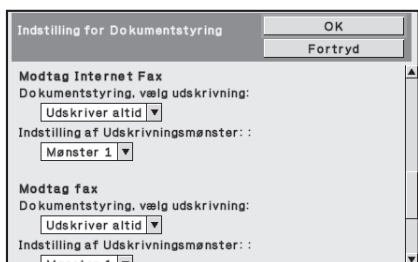 Indstilling for Dokumentstyring
OK
Fortryd
Modtag Internet Fax
Dokumentstyring, vælg udskrivning:
Udskriver altid
Indstilling af Udskrivningsmønster: :
Mønster 1
Modtag fax
Dokumentstyring, vælg udskrivning:
Udskriver altid
Indstilling af Udskrivningsmønster: :